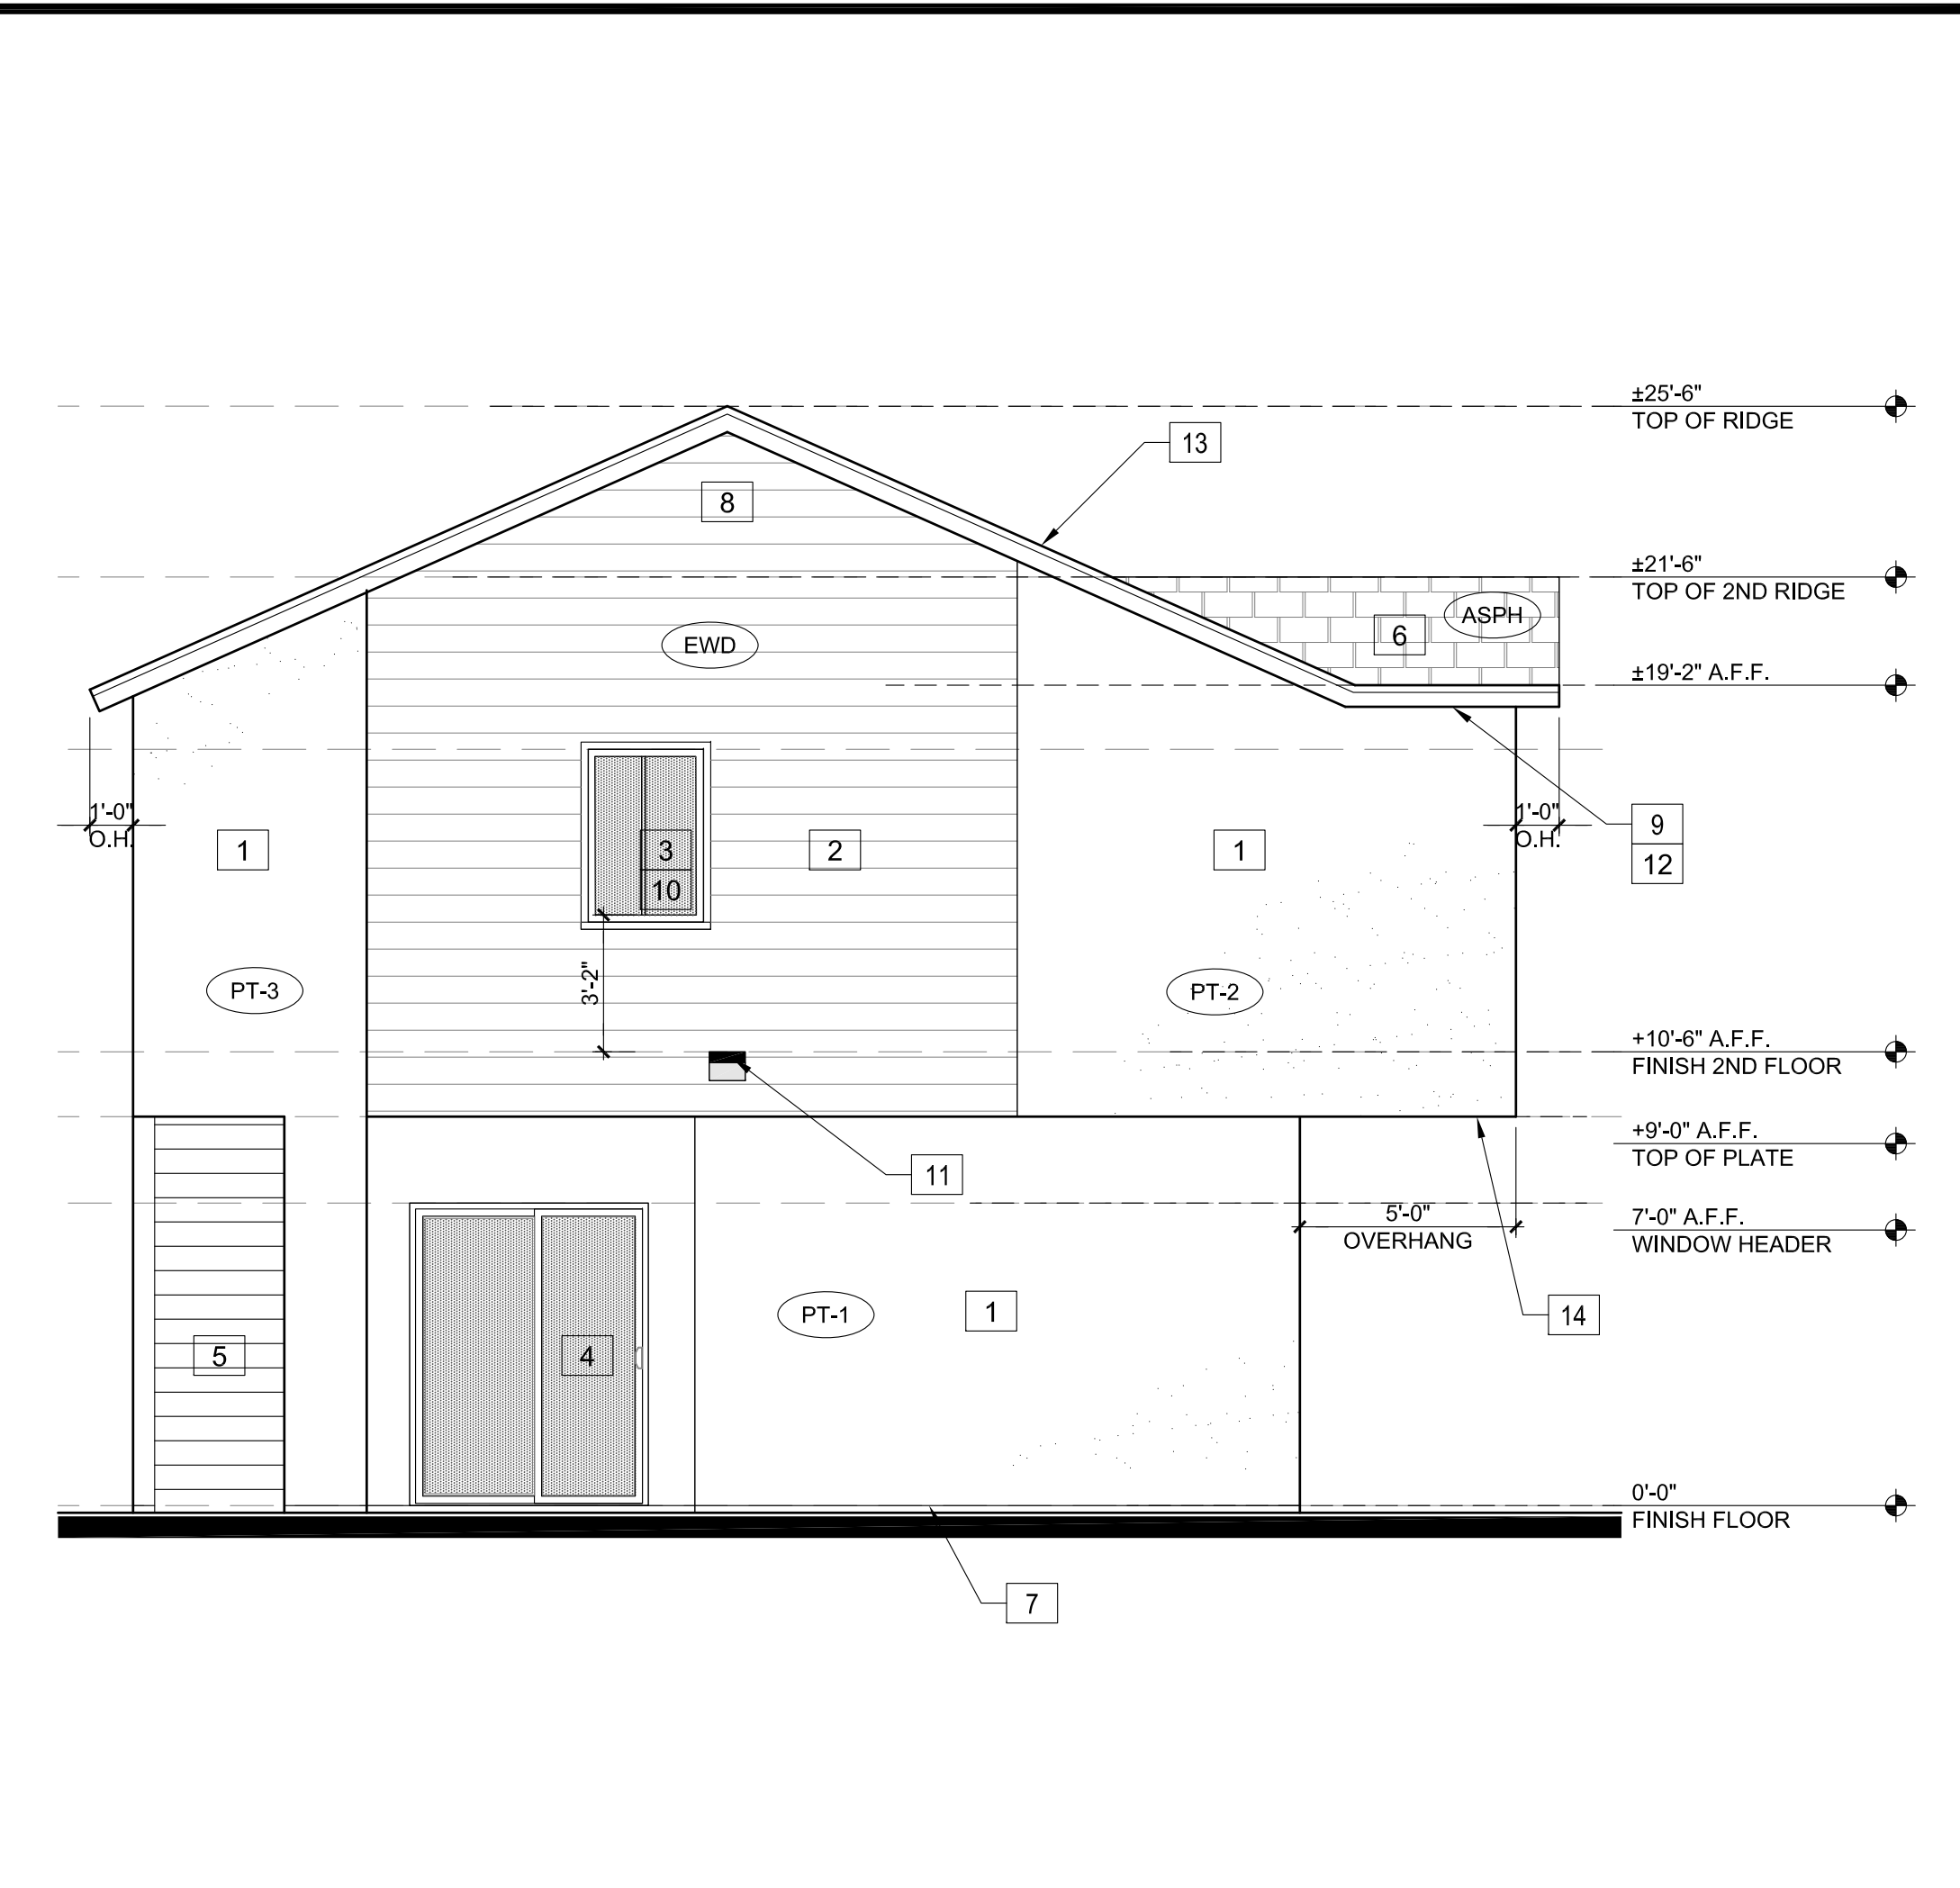 ±25'-6"
TOP OF RIDGE
13
8
±21'-6"
TOP OF 2ND RIDGE
ASPH
6
EWD
±19'-2" A.F.F.
1'-0"
O.H.
1
3
10
2
1
1'-0"
O.H.
9
12
PT-3
3'-2"
PT-2
+10'-6" A.F.F.
FINISH 2ND FLOOR
+9'-0" A.F.F.
TOP OF PLATE
11
5'-0"
OVERHANG
7'-0" A.F.F.
WINDOW HEADER
PT-1
1
14
5
4
0'-0"
FINISH FLOOR
7